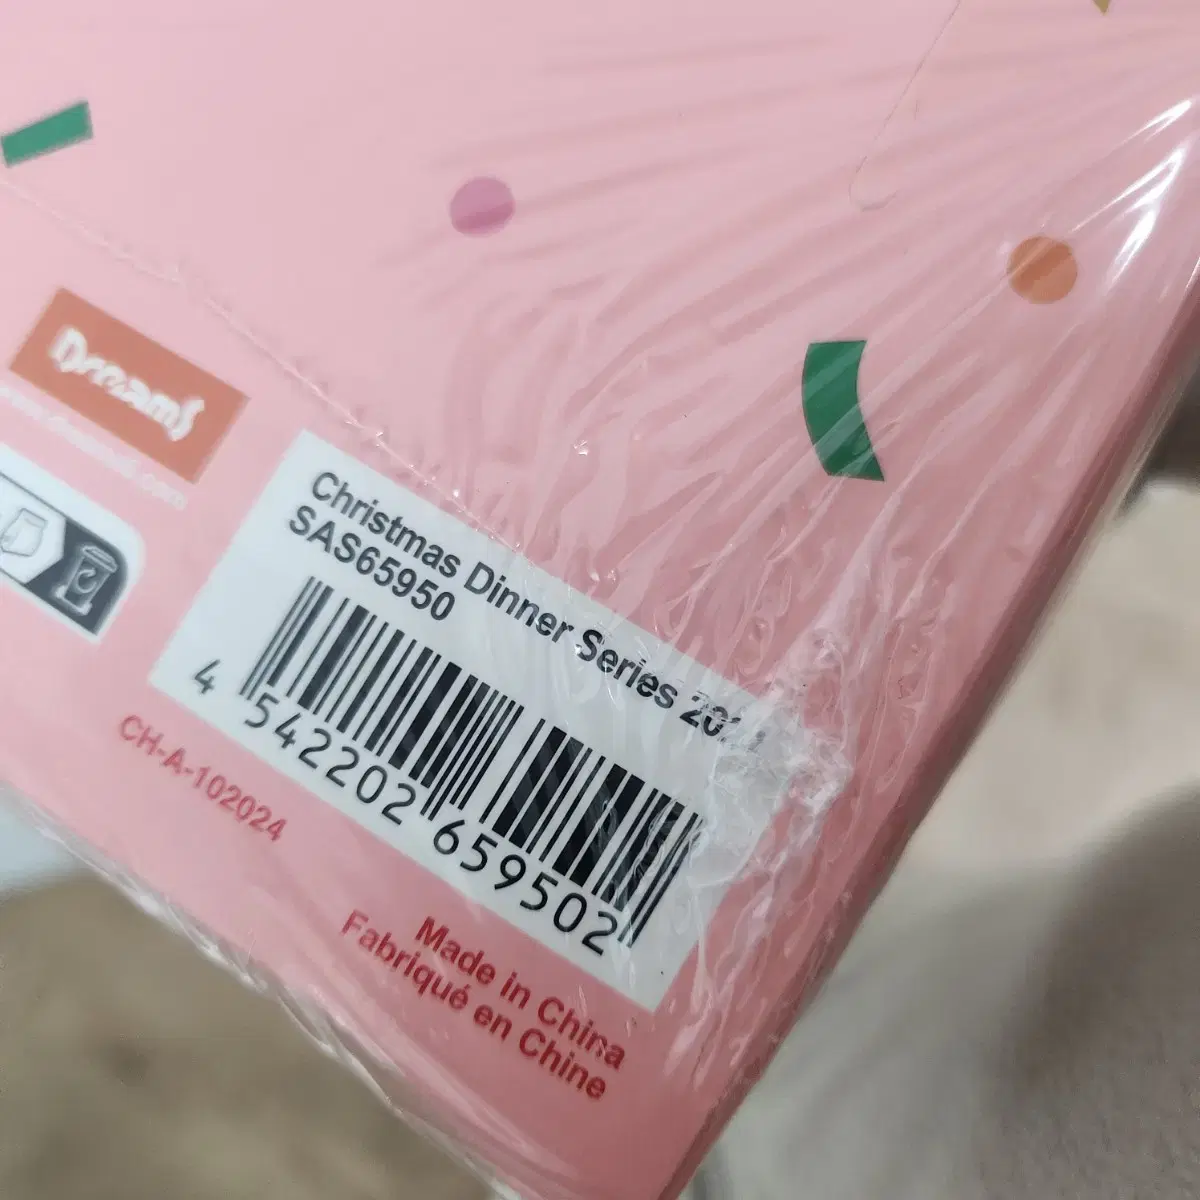 Dreams
Christmas Dinner Series
SAS65950
4 542202 659502
CH-A-102024
Made in China
Fabriqué en Chine